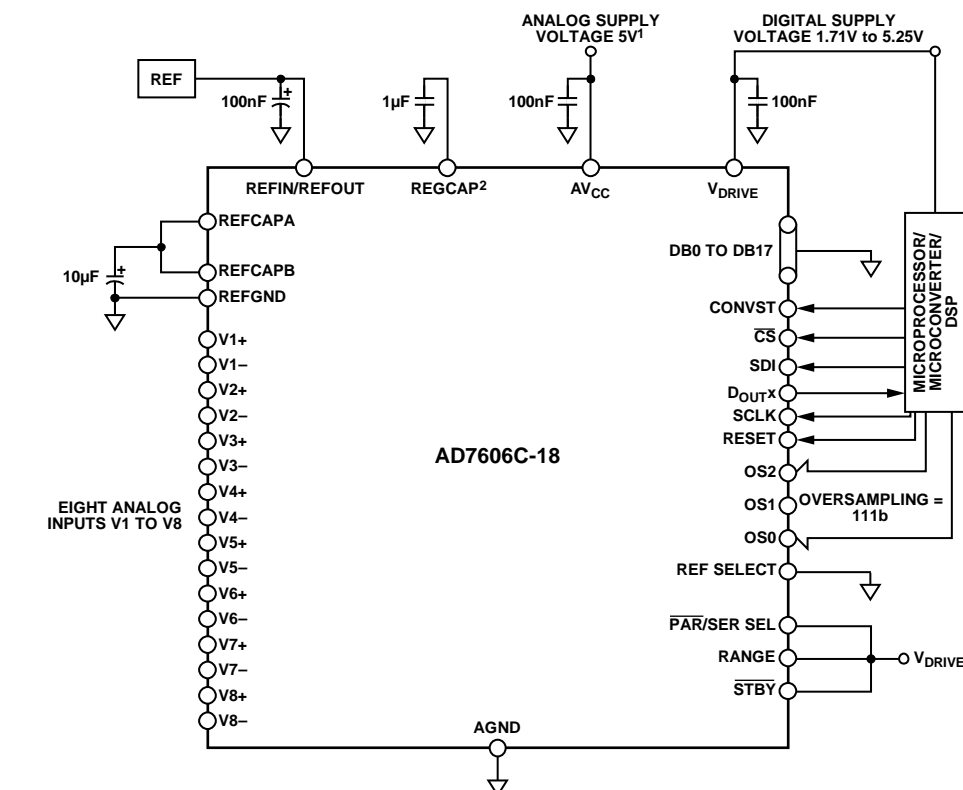 ANALOG SUPPLY
VOLTAGE 5V1
DIGITAL SUPPLY
VOLTAGE 1.71V to 5.25V
REF
100nF
+
1µF
100nF
100nF
REFIN/REFOUT
REGCAP2
AVCC
VDRIVE
REFCAPA
REFCAPB
REFGND
10µF
+
V1+
V1–
V2+
V2–
V3+
V3–
V4+
V4–
V5+
V5–
V6+
V6–
V7+
V7–
V8+
V8–
EIGHT ANALOG
INPUTS V1 TO V8
AD7606C-18
DB0 TO DB17
CONVST
CS
SDI
DOUTx
SCLK
RESET
OS2
OS1
OS0
OVERSAMPLING =
111b
REF SELECT
PAR/SER SEL
RANGE
STBY
VDRIVE
MICROPROCESSOR/
MICROCONVERTER/
DSP
AGND